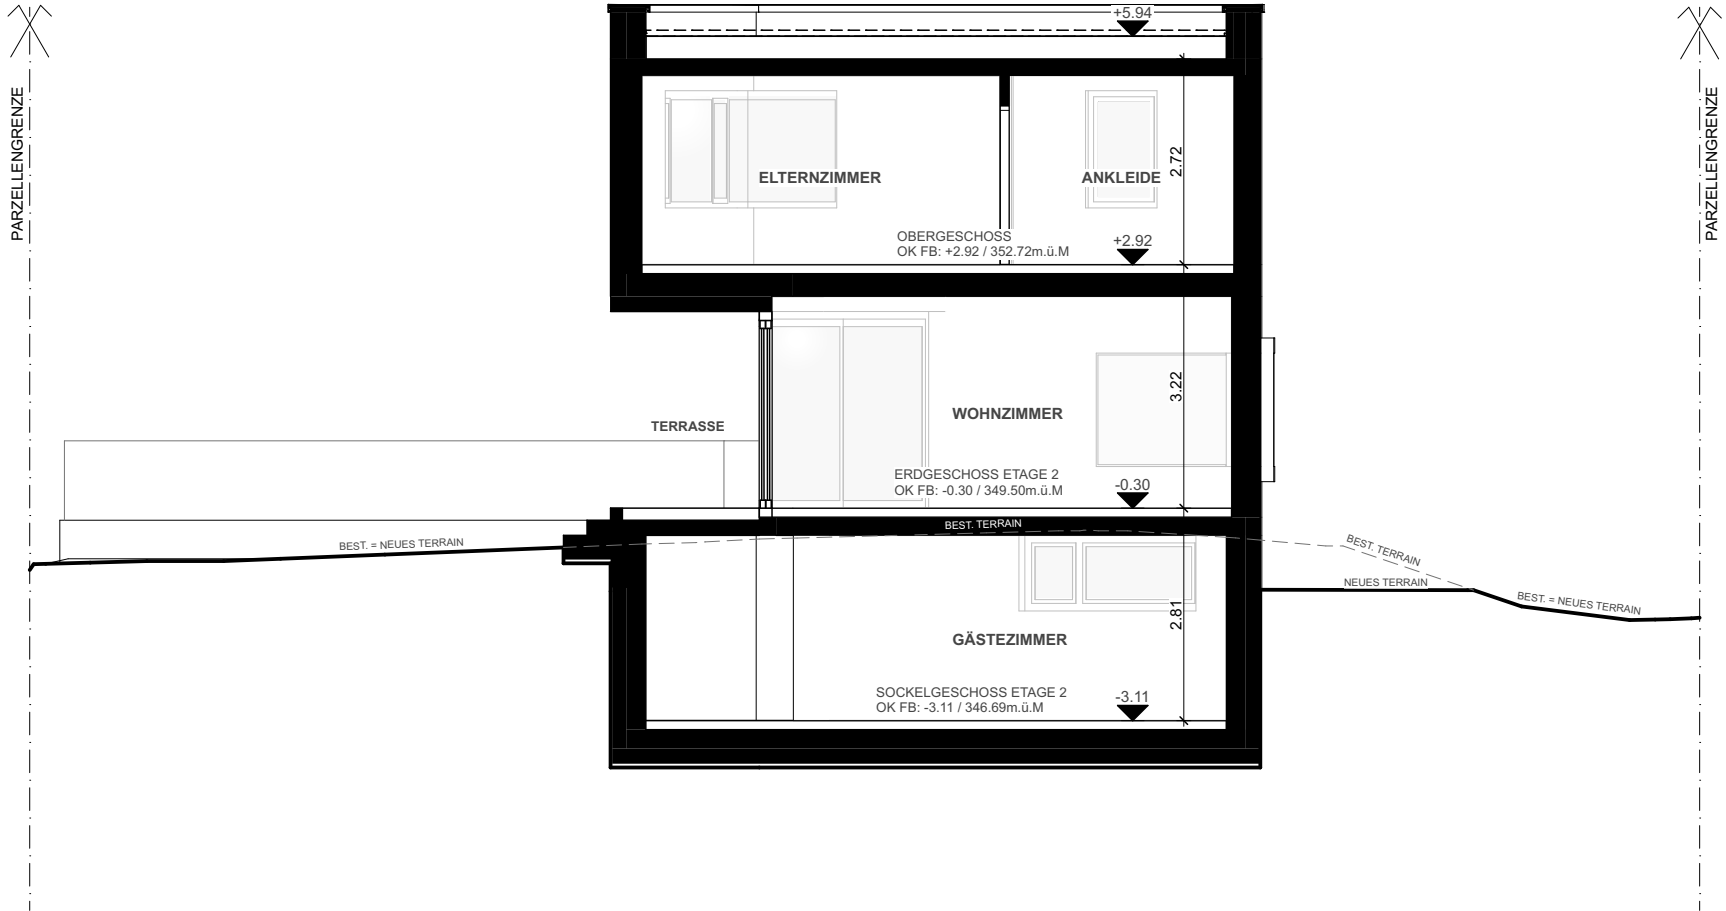 +5.94
PARZELLENGRENZE
PARZELLENGRENZE
2.72
ELTERNZIMMER
ANKLEIDE
OBERGESCHOSS
OK FB: +2.92 / 352.72m.ü.M
+2.92
3.22
WOHNZIMMER
TERRASSE
ERDGESCHOSS ETAGE 2
OK FB: -0.30 / 349.50m.ü.M
-0.30
BEST. TERRAIN
BEST. = NEUES TERRAIN
BEST. TERRAIN
NEUES TERRAIN
BEST. = NEUES TERRAIN
2.81
GÄSTEZIMMER
SOCKELGESCHOSS ETAGE 2
OK FB: -3.11 / 346.69m.ü.M
-3.11